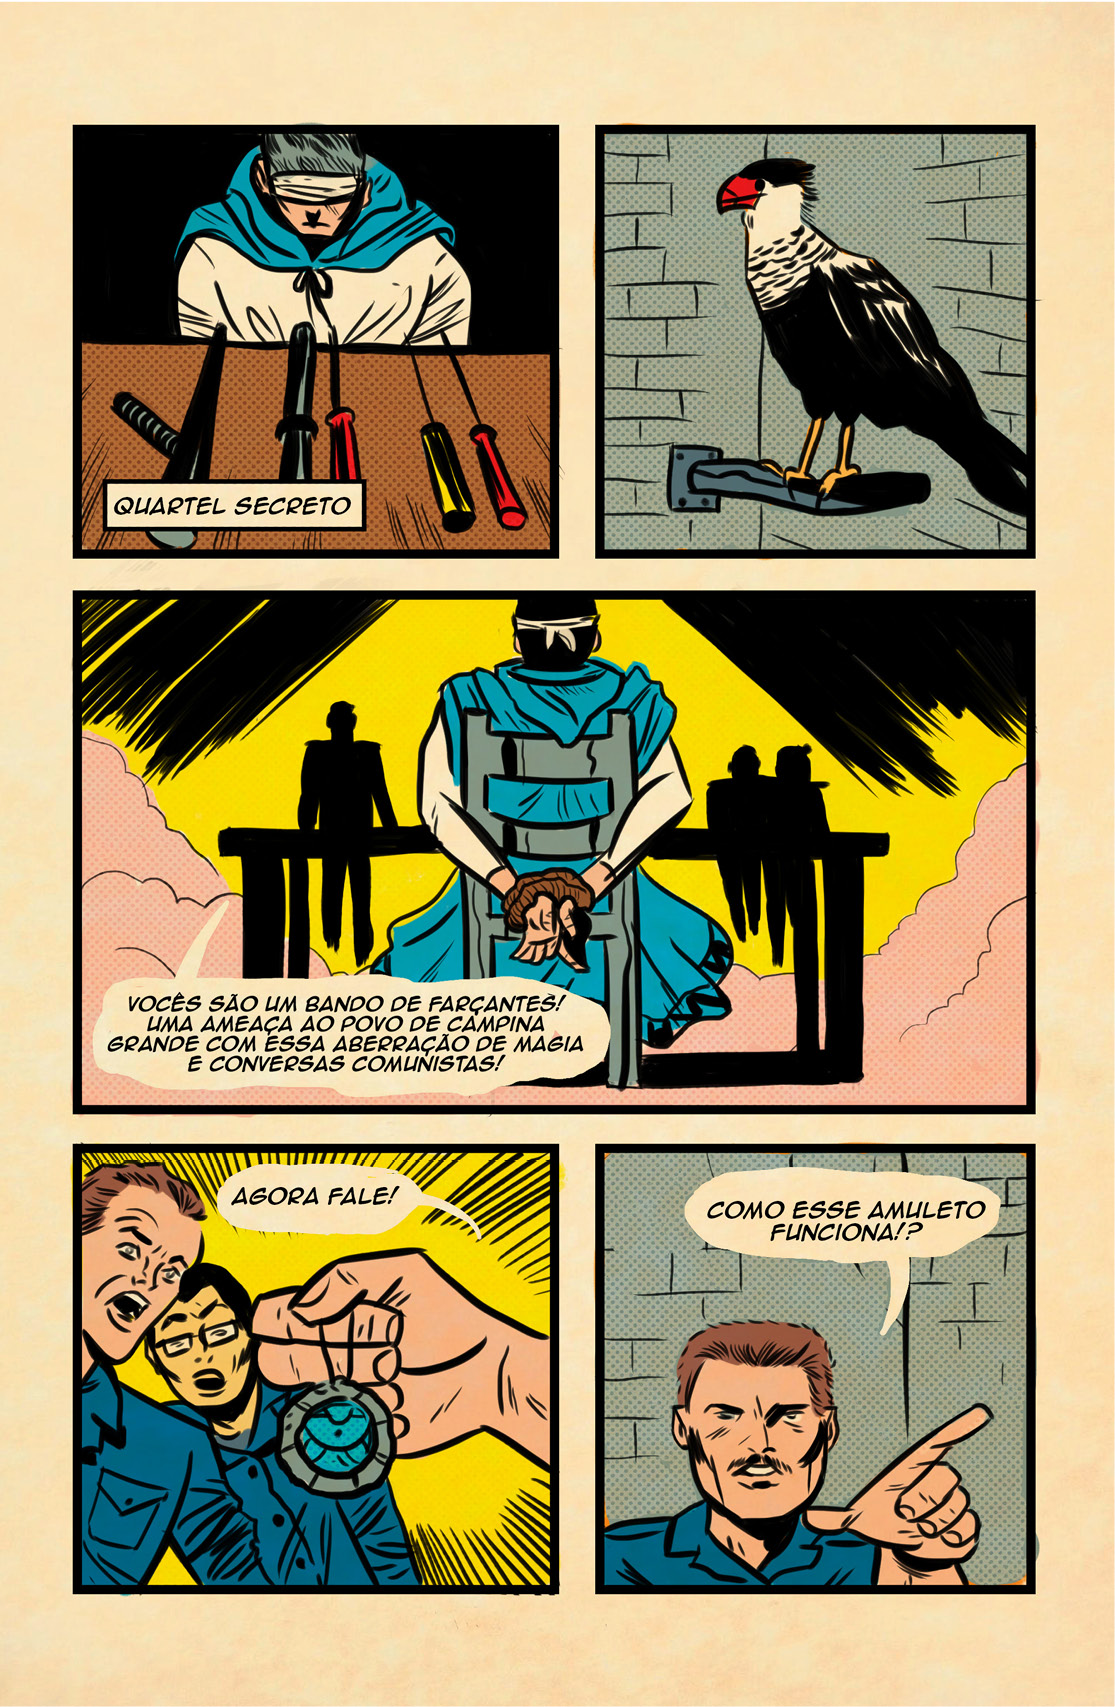 QUARTEL SECRETO
VOCÊS SÃO UM BANDO DE FARÇANTES!
UMA AMEAÇA AO POVO DE CAMPINA
GRANDE COM ESSA ABERRAÇÃO DE MAGIA
E CONVERSAS COMUNISTAS!
AGORA FALE!
COMO ESSE AMULETO
FUNCIONA!?